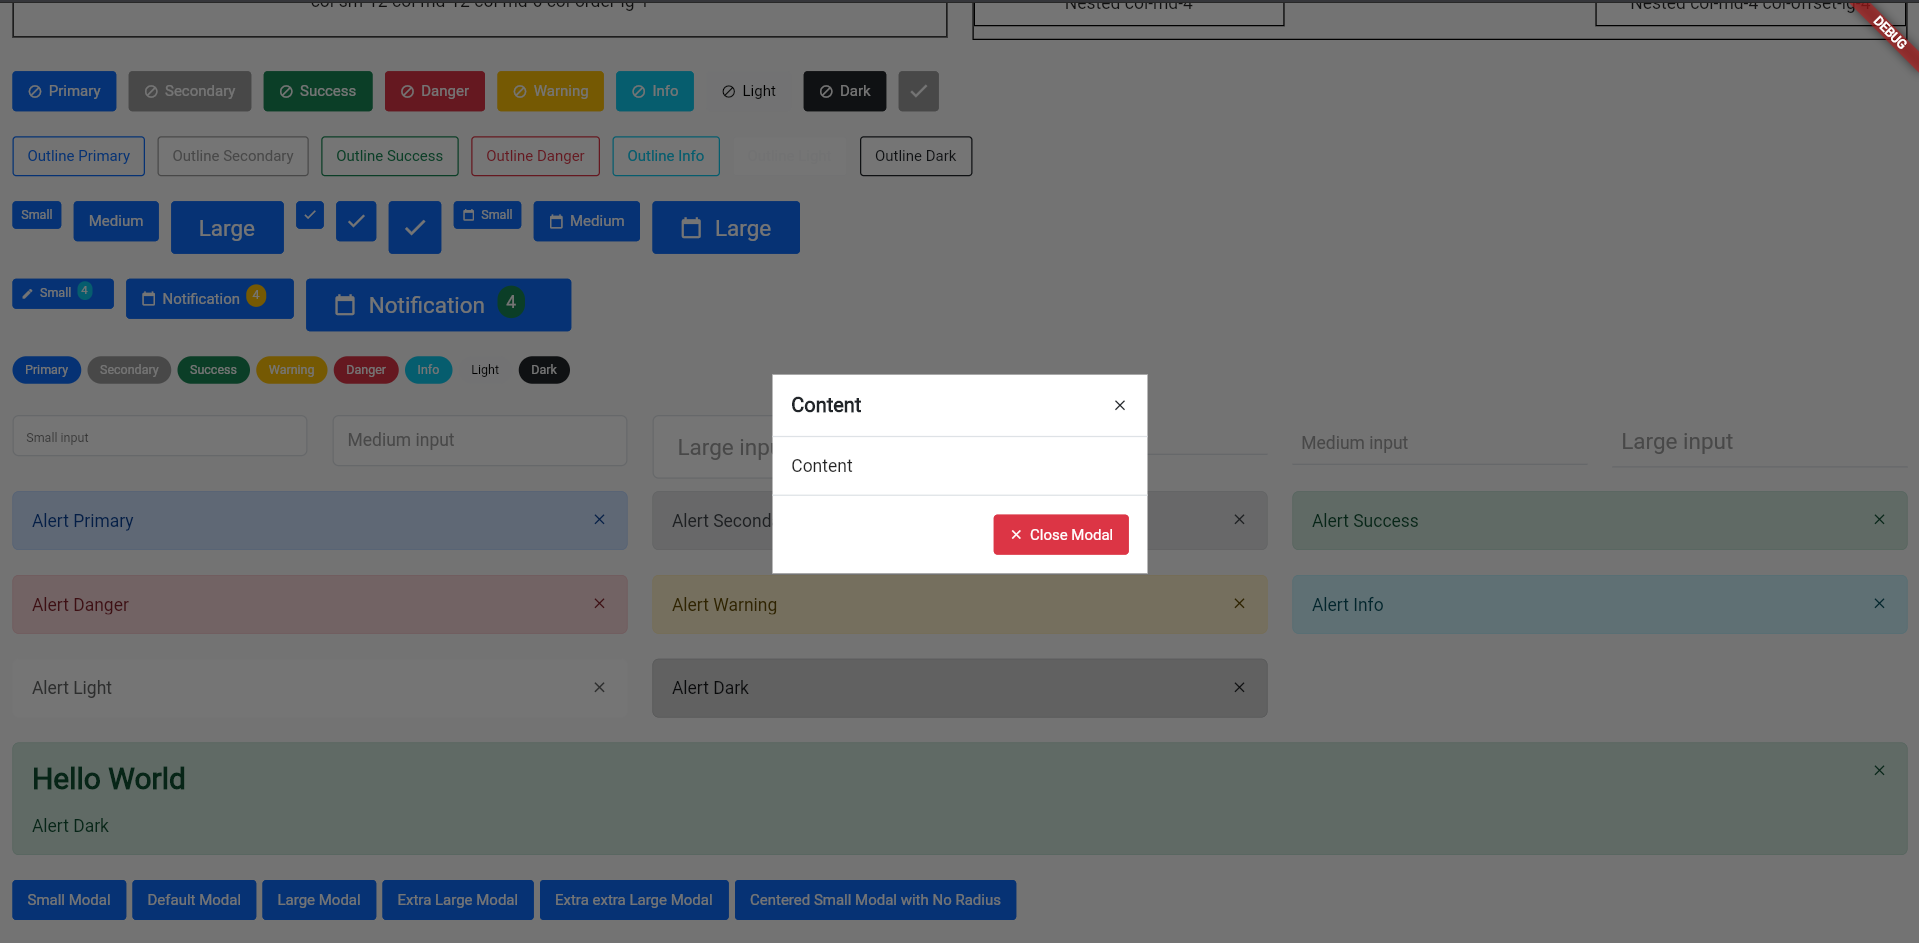 col-sm-12 col-md-12 col-md-6 col-order-lg-1
Nested col-md-4
Nested col-md-4 col-offset-lg-4
DEBUG
Primary
Secondary
Success
Danger
Warning
Info
Light
Dark
Outline Primary
Outline Secondary
Outline Success
Outline Danger
Outline Info
Outline Dark
Small
Medium
Large
Small
Medium
Large
Small 4
Notification 4
Notification 4
Primary
Secondary
Success
Warning
Danger
Info
Light
Dark
Small input
Medium input
Large inpu
Medium input
Large input
Content
Content
Close Modal
Alert Primary
Alert Second
Alert Success
Alert Danger
Alert Warning
Alert Info
Alert Light
Alert Dark
Hello World
Alert Dark
Small Modal
Default Modal
Large Modal
Extra Large Modal
Extra extra Large Modal
Centered Small Modal with No Radius